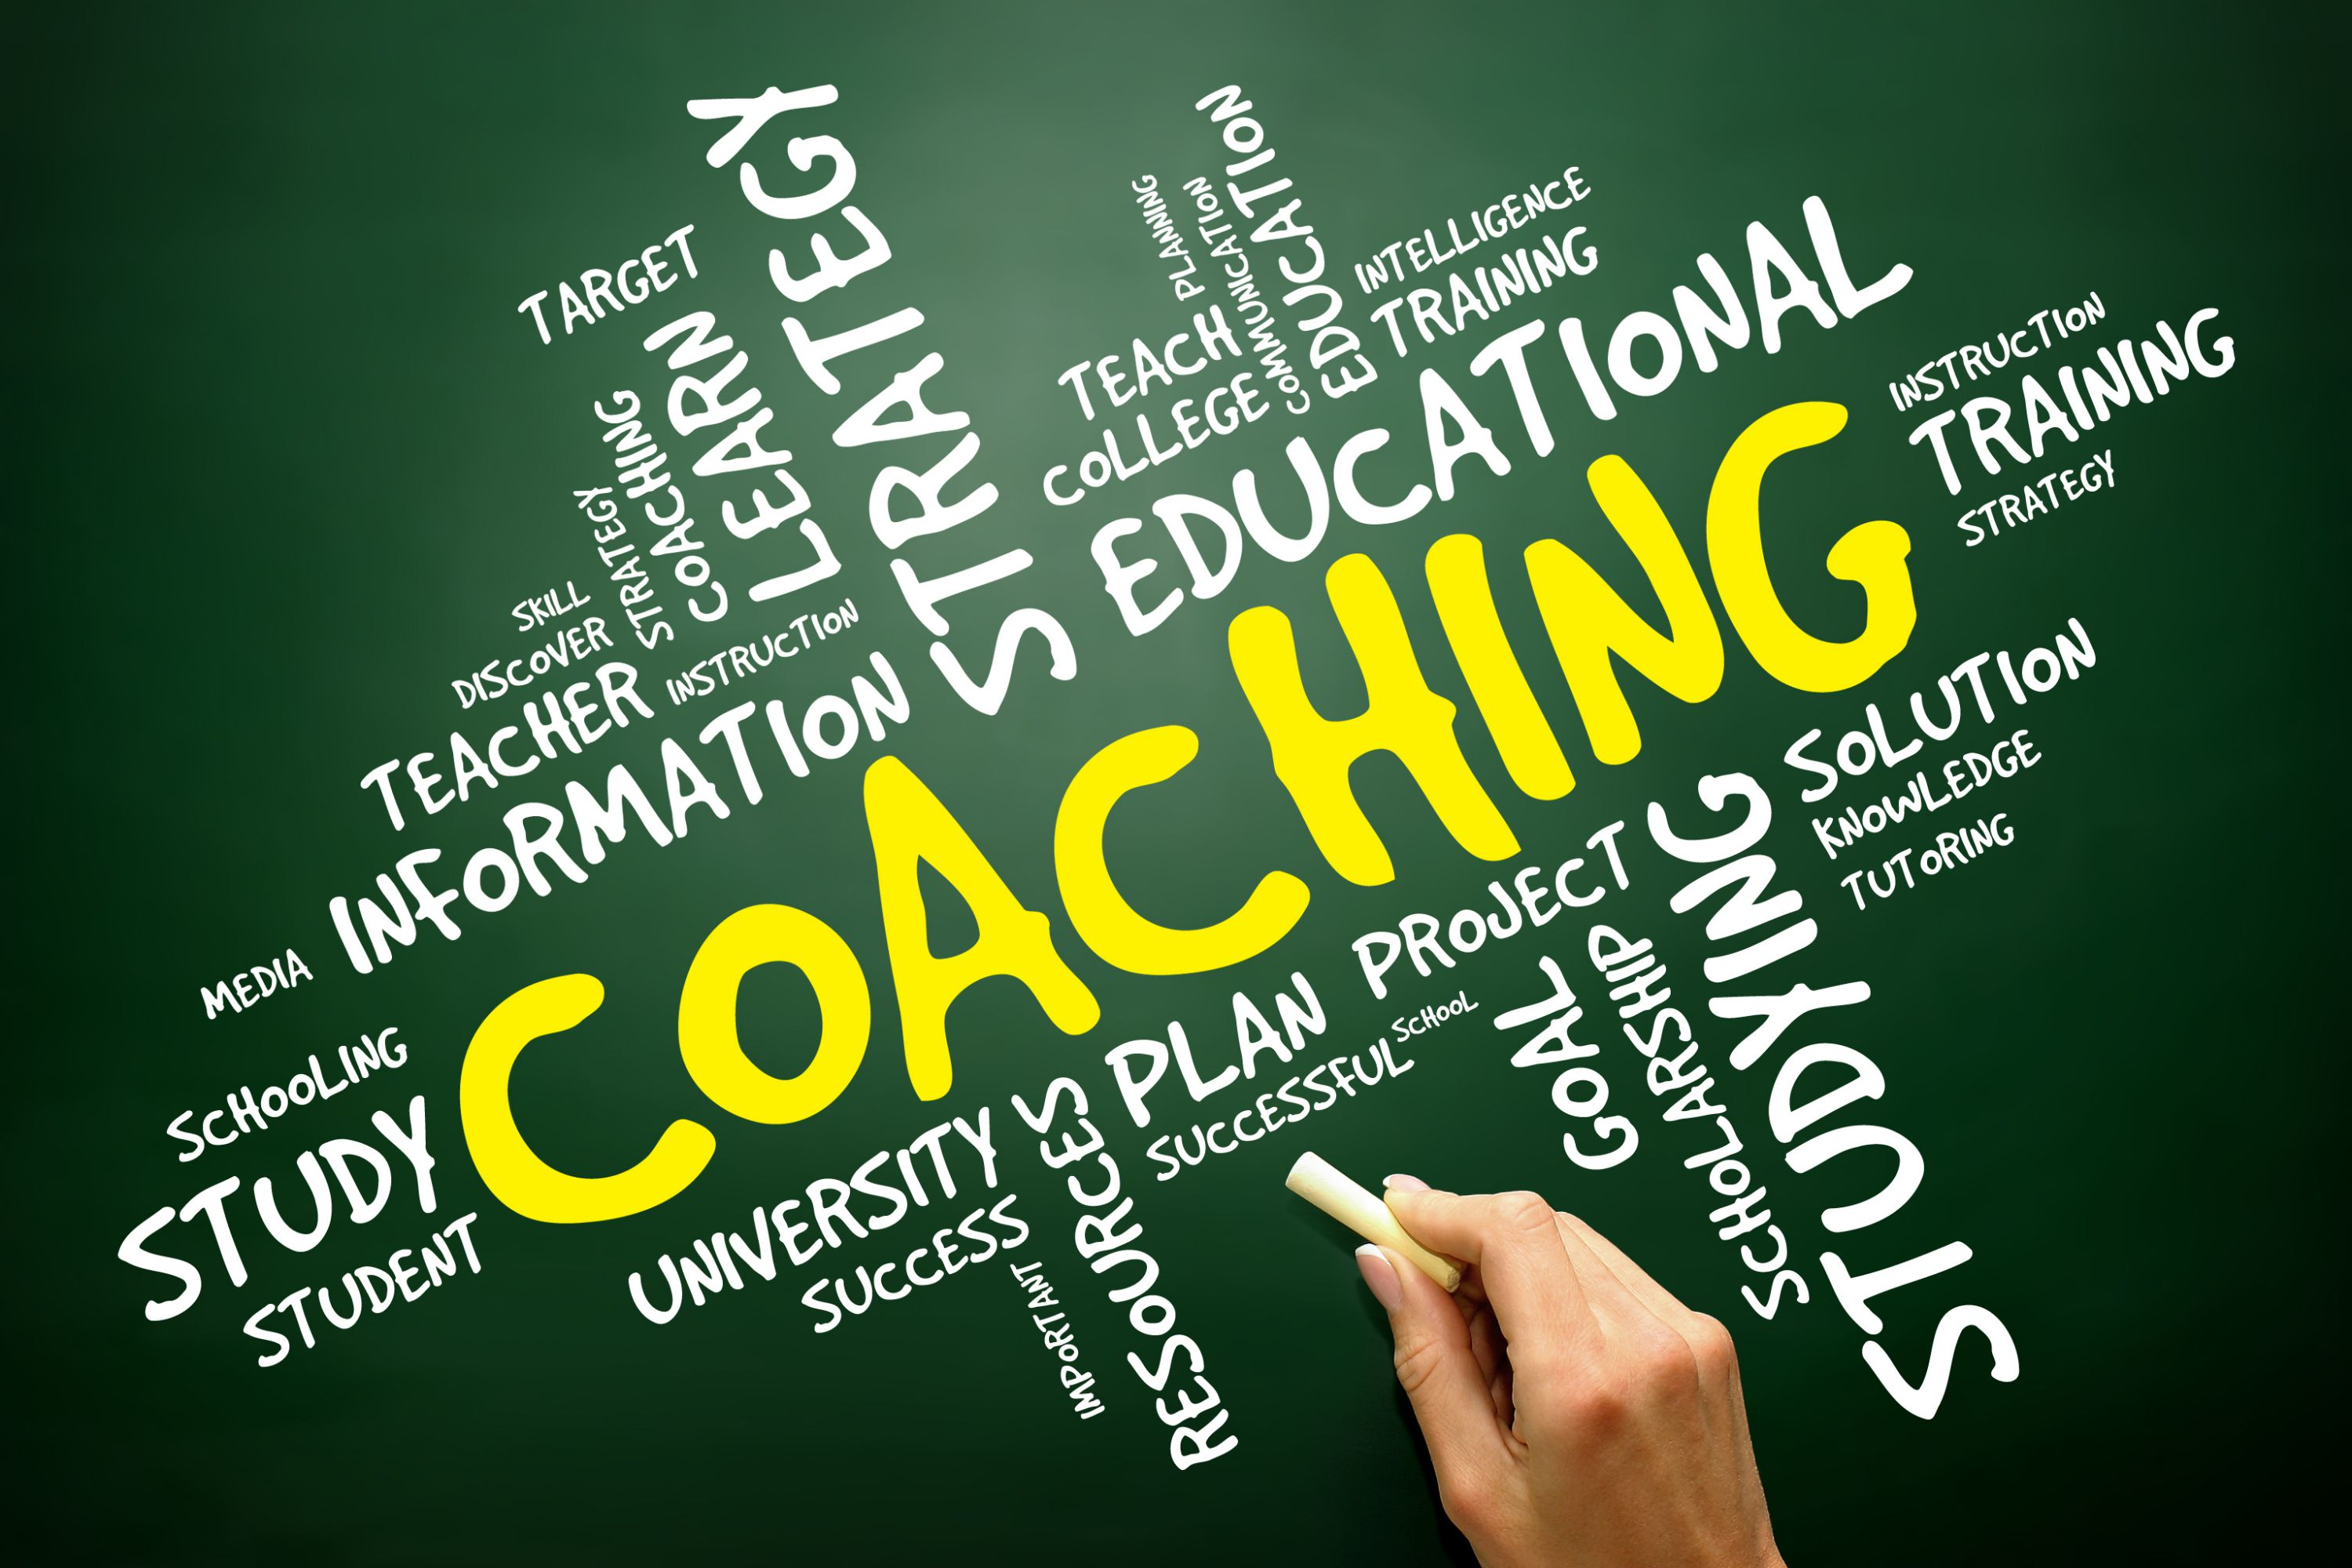 STRATEGY
TARGET
LEARN
COACHING
STRATEGY
SKILL
DISCOVER
TEACHER
INSTRUCTION
INFORMATION
MEDIA
PLANNING
COMMUNICATION
EDUCATION
INTELLIGENCE
TRAINING
TEACH
COLLEGE
EDUCATIONAL
INSTRUCTION
TRAINING
STRATEGY
COACHING
SCHOOLING
STUDY
STUDENT
UNIVERSITY
SUCCESS
IMPORTANT
RESOURCES
PLAN
PROJECT
SUCCESSFUL
SCHOOL
GOAL
SCHOLARSHIP
STUDYING
SOLUTION
KNOWLEDGE
TUTORING